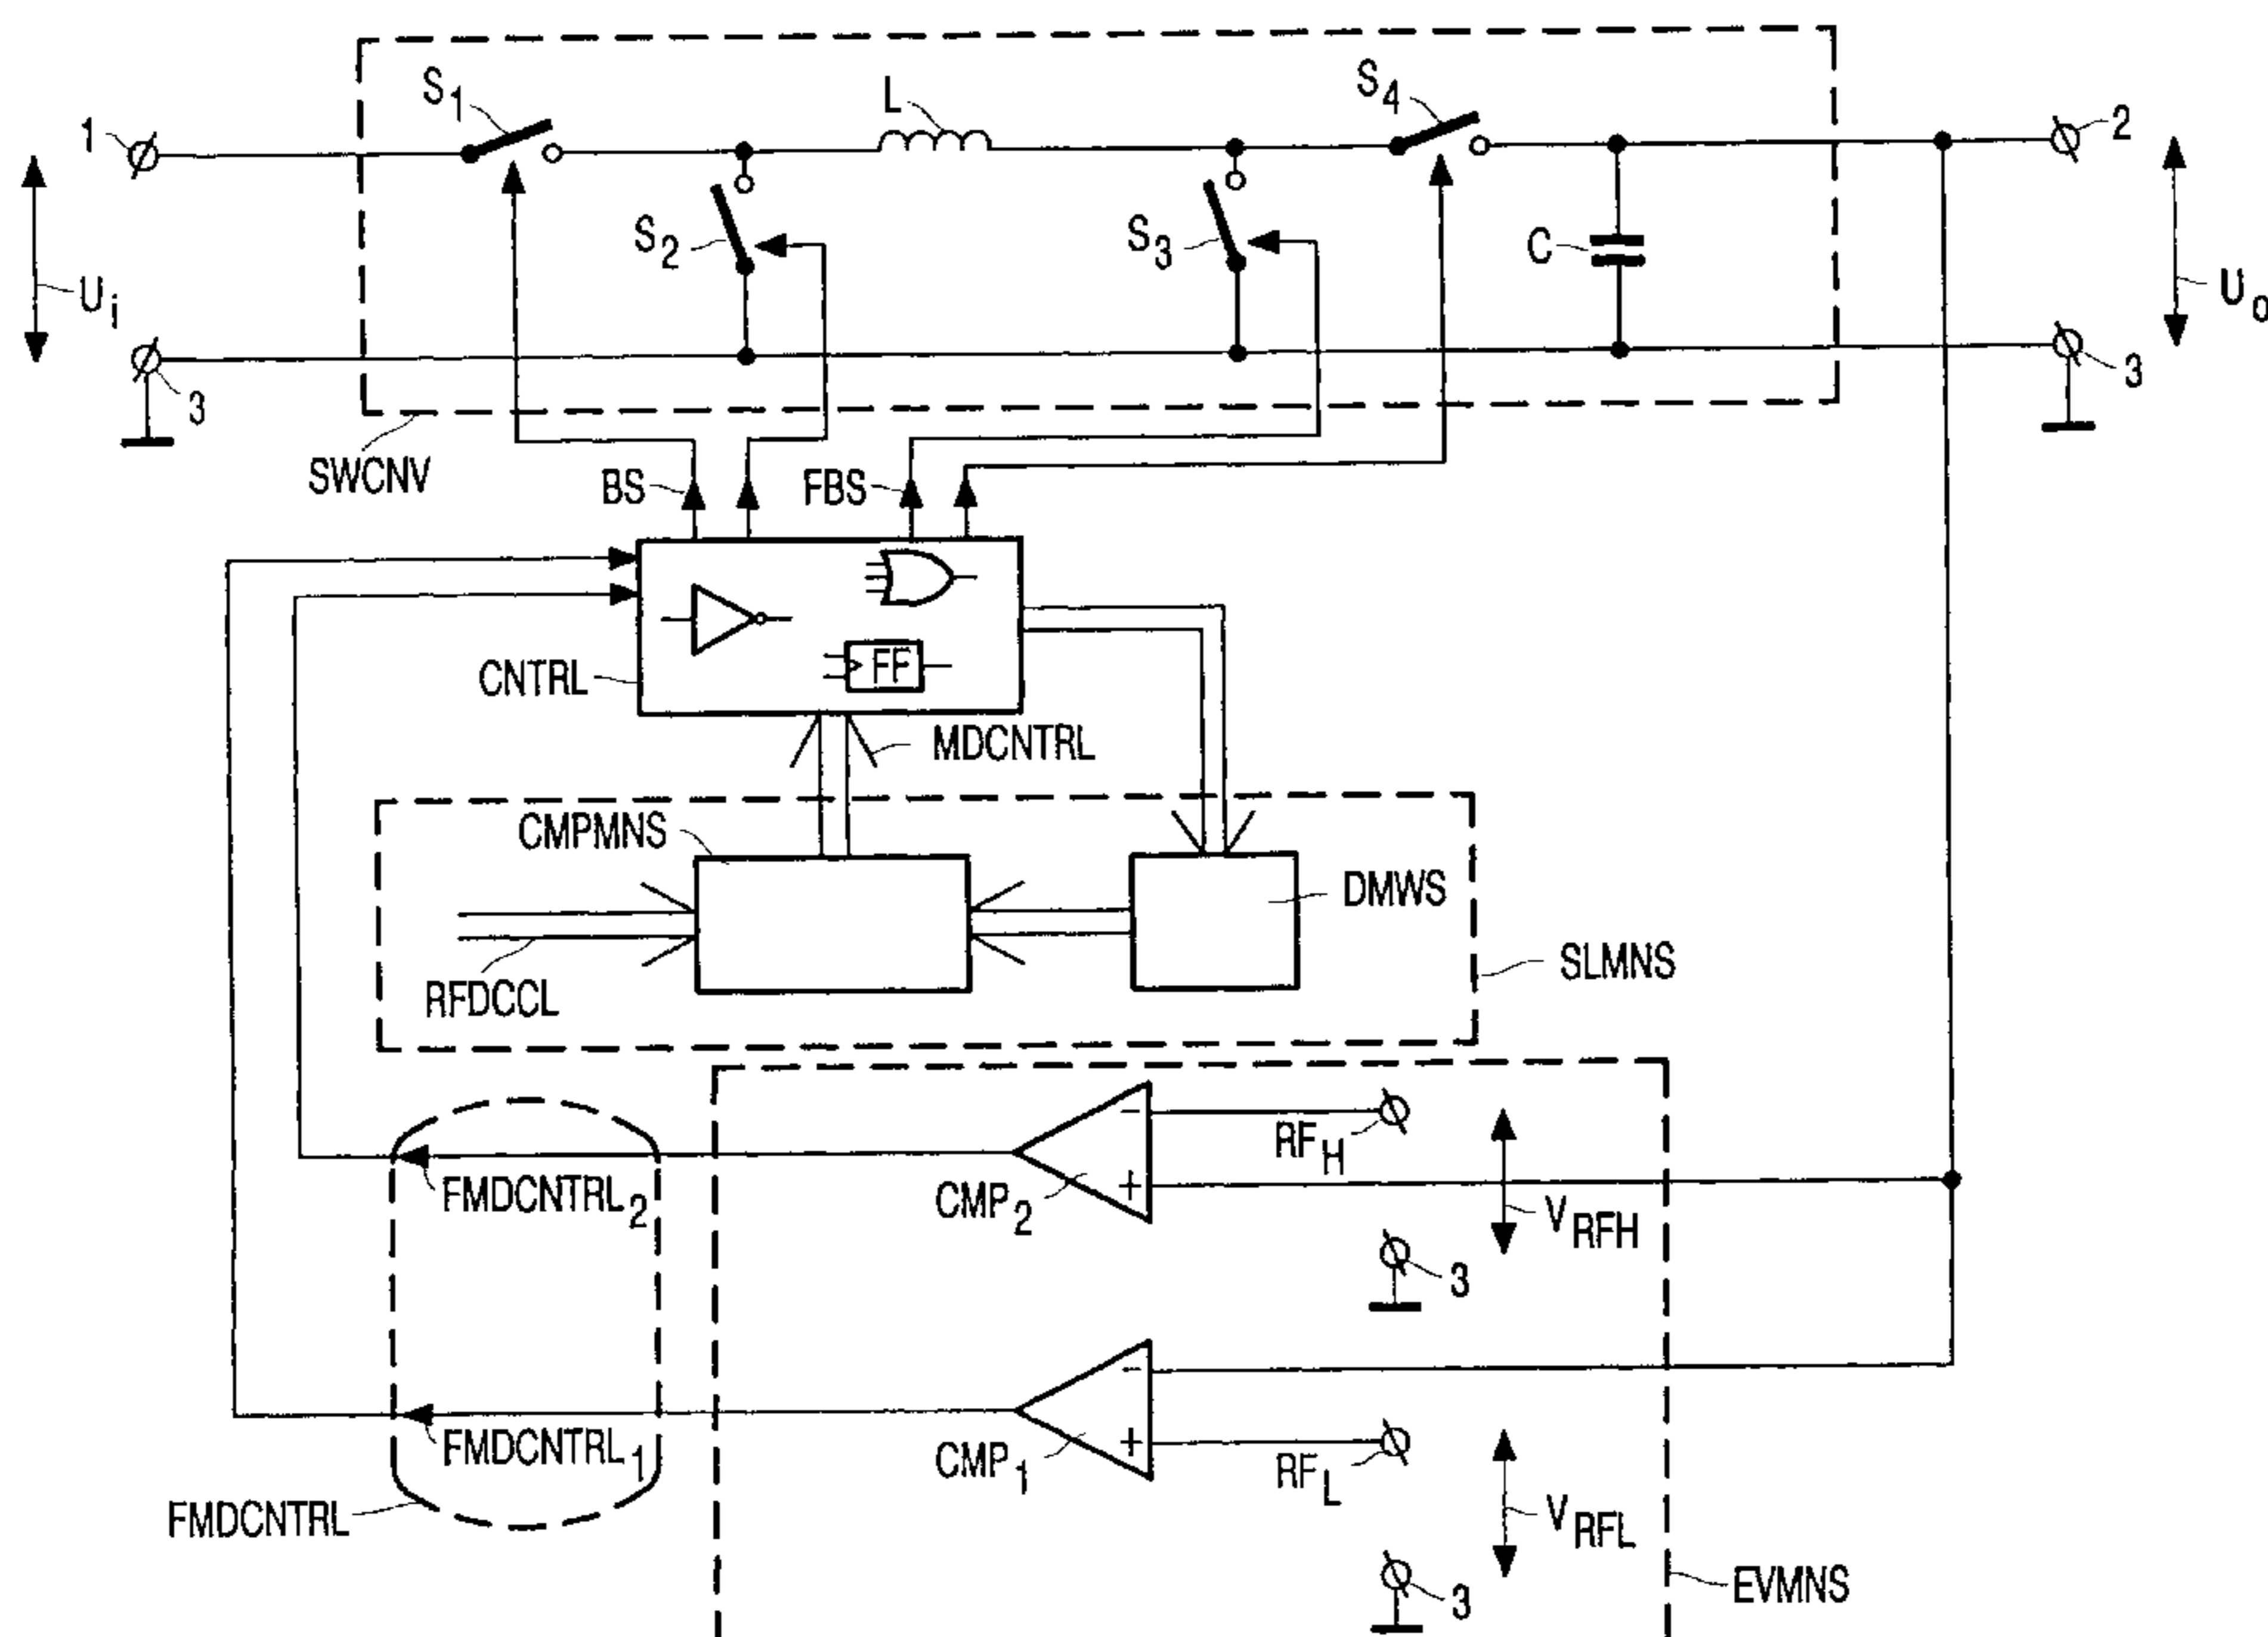 S1
L
S4
1
2
S2
S3
C
Ui
Uo
3
3
SWCNV
BS
FBS
CNTRL
FF
MDCNTRL
CMPMNS
DMWS
SLMNS
RFDCCL
RFH
FMDCNTRL2
CMP2
-
+
VRFH
3
-
+
FMDCNTRL1
CMP1
RFL
FMDCNTRL
VRFL
3
EVMNS